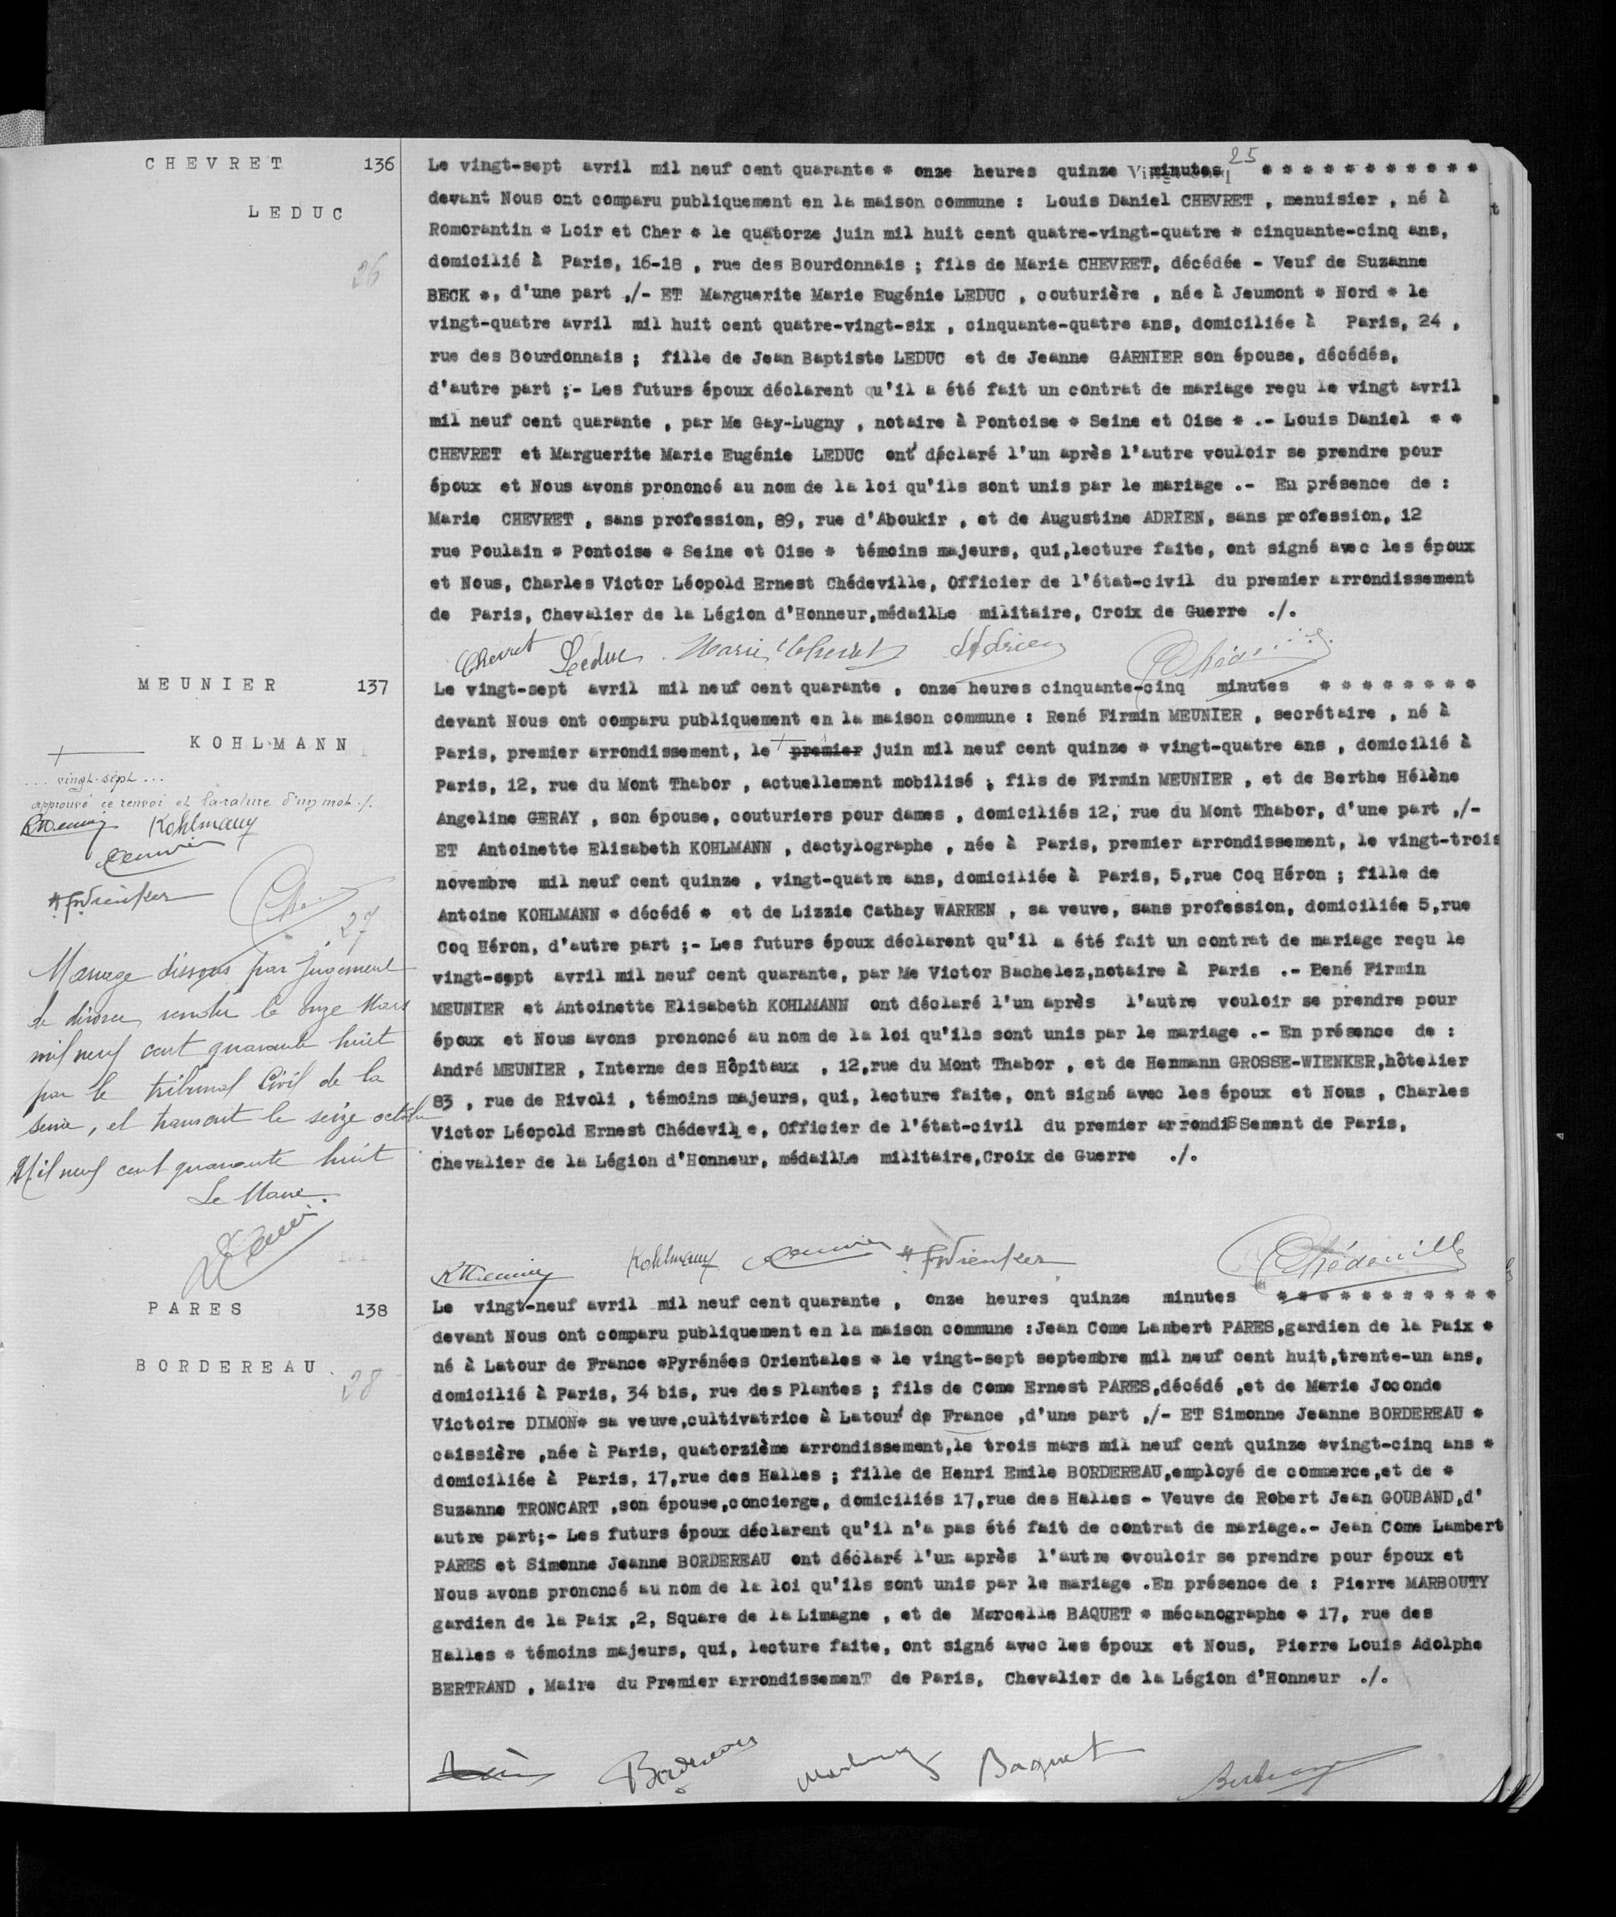 CHEVRET 136
LEDUC
26
25
Le vingt-sept avril mil neuf cent quarante * onze heures quinze minutes * * * * * * * * * * *
devant Nous ont comparu publiquement en la maison commune : Louis Daniel CHEVRET , menuisier , né à
Romorantin * Loir et Cher * le quatorze juin mil huit cent quatre-vingt-quatre * cinquante-cinq ans,
domicilié à Paris, 16-18 , rue des Bourdonnais ; fils de Marie CHEVRET, décédée - Veuf de Suzanne
BECK *, d'une part ,/- ET Marguerite Marie Eugénie LEDUC , couturière , née à Jeumont * Nord * le
vingt-quatre avril mil huit cent quatre-vingt-six , cinquante-quatre ans, domiciliée à Paris, 24 ,
rue des Bourdonnais ; fille de Jean Baptiste LEDUC et de Jeanne GARNIER son épouse, décédés,
d'autre part ;- Les futurs époux déclarent qu'il a été fait un contrat de mariage reçu le vingt avril
mil neuf cent quarante , par Me Gay-Lugny , notaire à Pontoise * Seine et Oise * .- Louis Daniel * *
CHEVRET et Marguerite Marie Eugénie LEDUC ont déclaré l'un après l'autre vouloir se prendre pour
époux et Nous avons prononcé au nom de la loi qu'ils sont unis par le mariage .- En présence de :
Marie CHEVRET , sans profession, 89, rue d'Aboukir , et de Augustine ADRIEN, sans profession, 12
rue Poulain * Pontoise * Seine et Oise * témoins majeurs, qui,lecture faite, ont signé avec les époux
et Nous, Charles Victor Léopold Ernest Chédeville, Officier de l'état-civil du premier arrondissement
de Paris, Chevalier de la Légion d'Honneur,médailLe militaire, Croix de Guerre ./.
Chevret Leduc Marie Chevret Adrien Chédeville
MEUNIER 137
KOHLMANN
... vingt-sept ...
approuvé ce renvoi et la rature d'un mot ./.
RMeunier Kohlmann
Meunier
H GWienker
27
Mariage dissous par jugement
de divorce rendu le onze Mars
mil neuf cent quarante huit
par le tribunal Civil de la
Seine, et transcrit le seize octobre
Mil neuf cent quarante huit
Le Maire.
Le vingt-sept avril mil neuf cent quarante , onze heures cinquante-cinq minutes * * * * * * * *
devant Nous ont comparu publiquement en la maison commune : René Firmin MEUNIER , secrétaire , né à
Paris, premier arrondissement, le + premier juin mil neuf cent quinze * vingt-quatre ans , domicilié à
Paris, 12, rue du Mont Thabor , actuellement mobilisé ; fils de Firmin MEUNIER , et de Berthe Hélène
Angeline GERAY , son épouse, couturiers pour dames , domiciliés 12, rue du Mont Thabor, d'une part ,/-
ET Antoinette Elisabeth KOHLMANN , dactylographe , née à Paris, premier arrondissement, le vingt-trois
novembre mil neuf cent quinze , vingt-quatre ans, domiciliée à Paris, 5,rue Coq Héron ; fille de
Antoine KOHLMANN * décédé * et de Lizzie Cathay WARREN , sa veuve, sans profession, domiciliée 5,rue
Coq Héron, d'autre part ;- Les futurs époux déclarent qu'il a été fait un contrat de mariage reçu le
vingt-sept avril mil neuf cent quarante, par Me Victor Bachelez,notaire à Paris .- René Firmin
MEUNIER et Antoinette Elisabeth KOHLMANN ont déclaré l'un après l'autre vouloir se prendre pour
époux et Nous avons prononcé au nom de la loi qu'ils sont unis par le mariage .- En présence de :
André MEUNIER , Interne des Hôpitaux , 12,rue du Mont Thabor , et de Henmann GROSSE-WIENKER,hôtelier
83 , rue de Rivoli , témoins majeurs, qui, lecture faite, ont signé avec les époux et Nous , Charles
Victor Léopold Ernest Chédeville, Officier de l'état-civil du premier arrondiSSement de Paris,
Chevalier de la Légion d'Honneur, médailLe militaire,Croix de Guerre ./.
RMeunier Kohlmann Meunier H GWienker Chédeville
PARES 138
BORDEREAU
28
Le vingt-neuf avril mil neuf cent quarante , onze heures quinze minutes * * * * * * * * * * *
devant Nous ont comparu publiquement en la maison commune :Jean Come Lambert PARES,gardien de la Paix *
né à Latour de France *Pyrénées Orientales * le vingt-sept septembre mil neuf cent huit,trente-un ans,
domicilié à Paris, 34 bis, rue des Plantes ; fils de Come Ernest PARES,décédé ,et de Marie Joconde
Victoire DIMON* sa veuve,cultivatrice à Latour de France ,d'une part ,/- ET Simonne Jeanne BORDEREAU *
caissière ,née à Paris, quatorzième arrondissement,le trois mars mil neuf cent quinze *vingt-cinq ans *
domiciliée à Paris, 17,rue des Halles ; fille de Henri Emile BORDEREAU,employé de commerce,et de *
Suzanne TRONCART ,son épouse,concierge, domiciliés 17,rue des Halles - Veuve de Robert Jean GOUBAND,d'
autre part;- Les futurs époux déclarent qu'il n'a pas été fait de contrat de mariage.- Jean Come Lambert
PARES et Simonne Jeanne BORDEREAU ont déclaré l'un après l'autre ovouloir se prendre pour époux et
Nous avons prononcé au nom de la loi qu'ils sont unis par le mariage .En présence de : Pierre MARBOUTY
gardien de la Paix ,2, Square de la Limagne , et de Marcelle BAQUET * mécanographe * 17, rue des
Halles * témoins majeurs, qui, lecture faite, ont signé avec les époux et Nous, Pierre Louis Adolphe
BERTRAND , Maire du Premier arrondissemenT de Paris, Chevalier de la Légion d'Honneur ./.
Bordereau Marbouty Baquet Bertrand